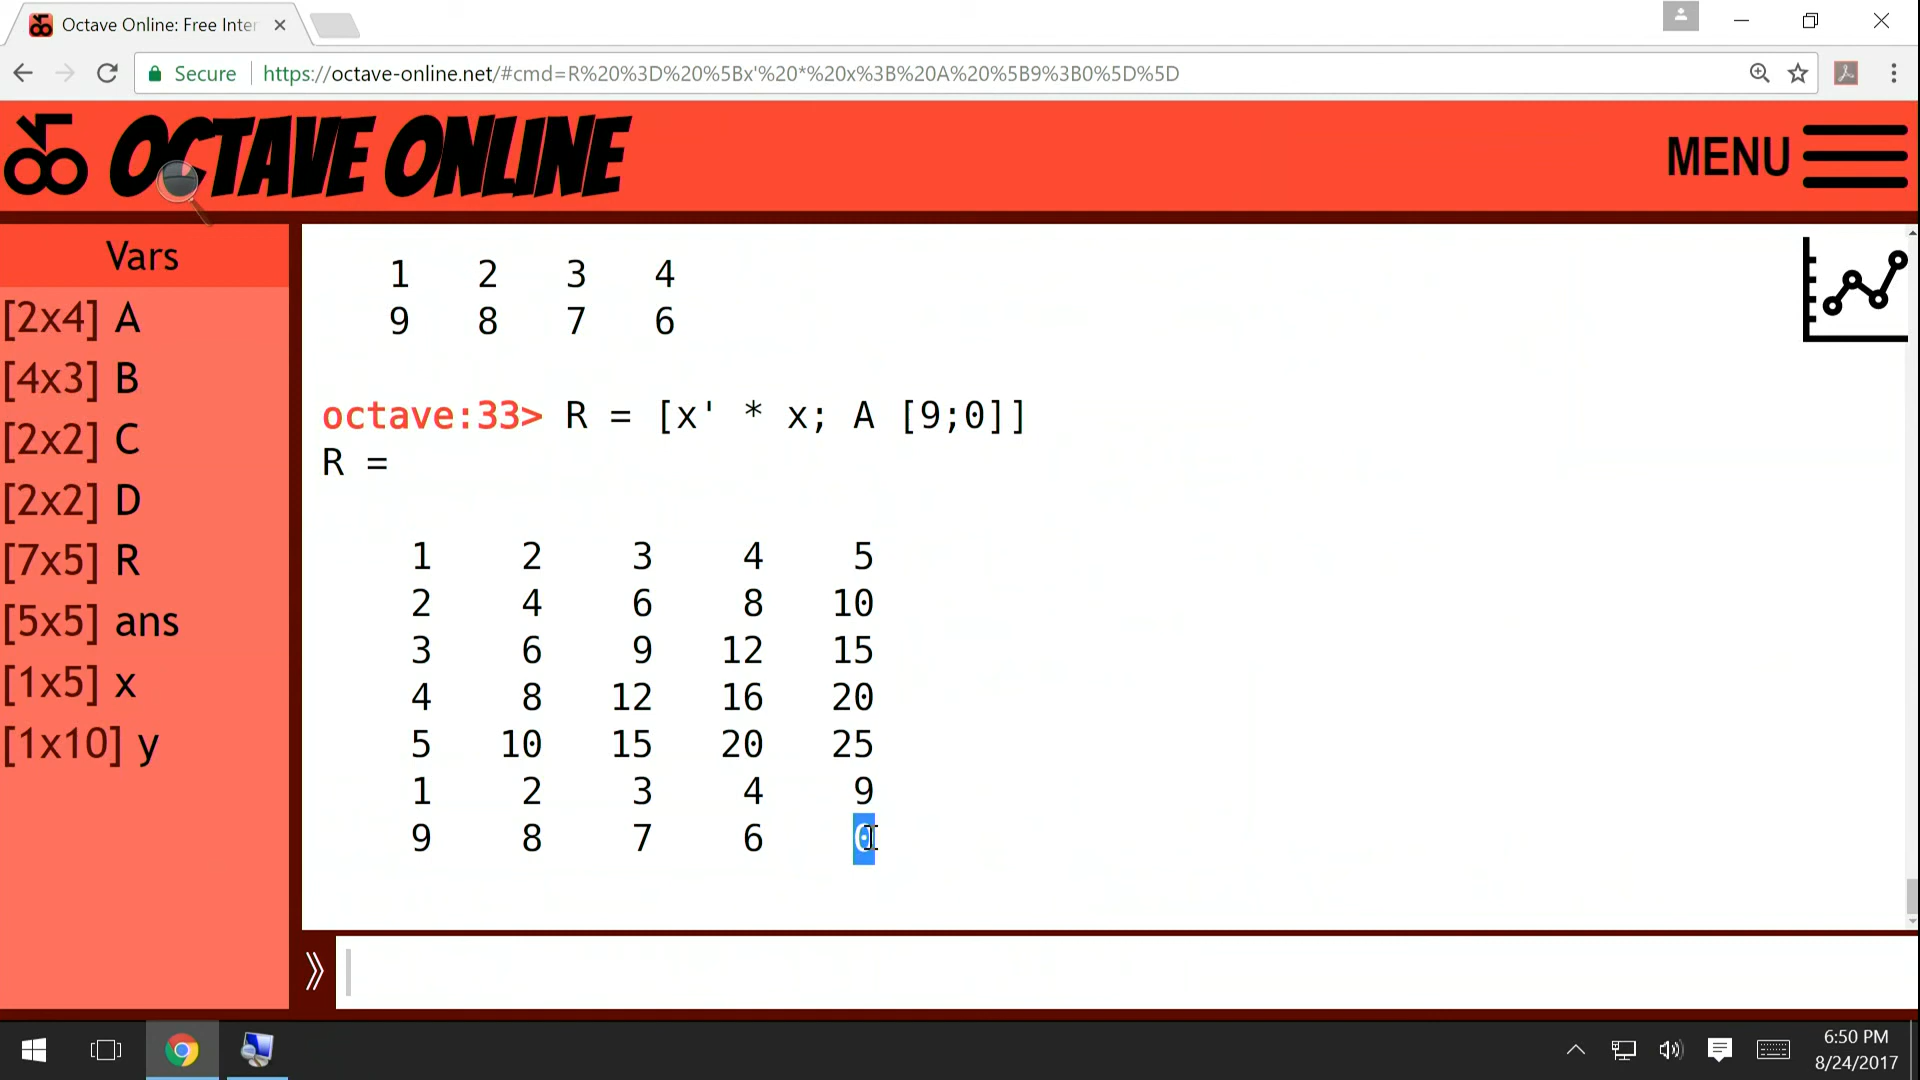 Octave Online: Free Inter
Secure https://octave-online.net/#cmd=R%20%3D%20%5Bx'%20*%20x%3B%20A%20%5B9%3B0%5D%5D
OCTAVE ONLINE
MENU
Vars
[2x4] A
[4x3] B
[2x2] C
[2x2] D
[7x5] R
[5x5] ans
[1x5] x
[1x10] y
1 2 3 4
9 8 7 6
octave:33> R = [x' * x; A [9;0]]
R =
1 2 3 4 5
2 4 6 8 10
3 6 9 12 15
4 8 12 16 20
5 10 15 20 25
1 2 3 4 9
9 8 7 6 0
6:50 PM
8/24/2017